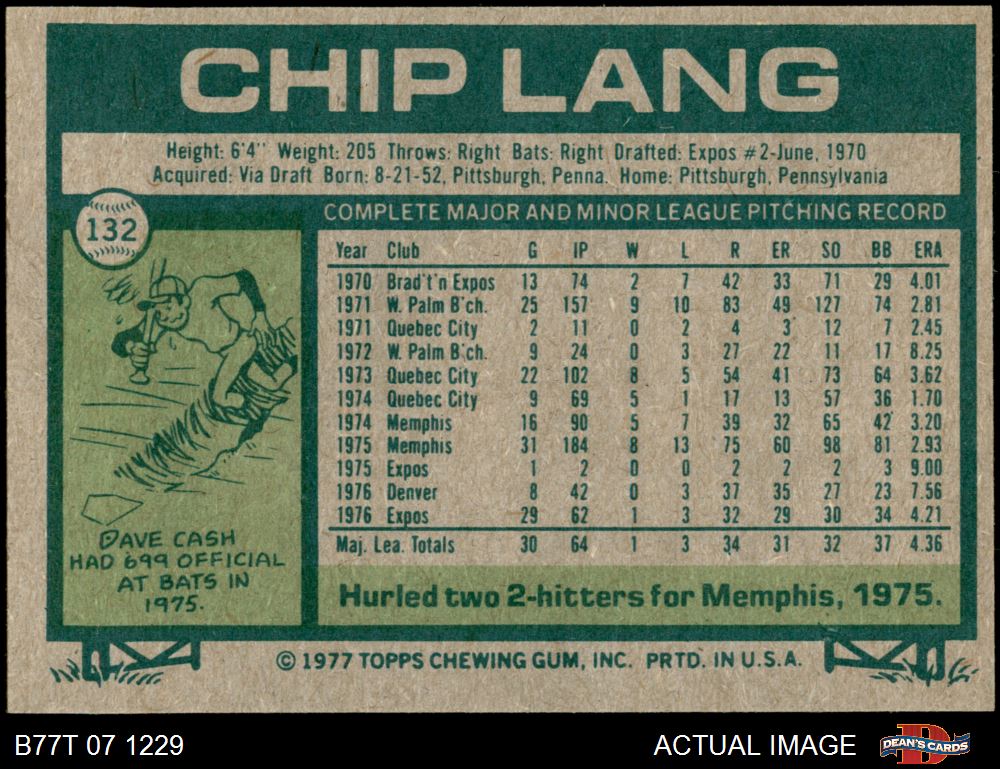 CHIP LANG
Height: 6'4" Weight: 205 Throws: Right Bats: Right Drafted: Expos #2-June, 1970
Acquired: Via Draft Born: 8-21-52, Pittsburgh, Penna. Home: Pittsburgh, Pennsylvania
132
COMPLETE MAJOR AND MINOR LEAGUE PITCHING RECORD
Year Club G IP W L R ER SO BB ERA
1970 Brad't'n Expos 13 74 2 7 42 33 71 29 4.01
1971 W. Palm B'ch. 25 157 9 10 83 49 127 74 2.81
1971 Quebec City 2 11 0 2 4 3 12 7 2.45
1972 W. Palm B'ch. 9 24 0 3 27 22 11 17 8.25
1973 Quebec City 22 102 8 5 54 41 73 64 3.62
1974 Quebec City 9 69 5 1 17 13 57 36 1.70
1974 Memphis 16 90 5 7 39 32 65 42 3.20
1975 Memphis 31 184 8 13 75 60 98 81 2.93
1975 Expos 1 2 0 0 2 2 2 3 9.00
1976 Denver 8 42 0 3 37 35 27 23 7.56
1976 Expos 29 62 1 3 32 29 30 34 4.21
Maj. Lea. Totals 30 64 1 3 34 31 32 37 4.36
DAVE CASH
HAD 699 OFFICIAL
AT BATS IN
1975.
Hurled two 2-hitters for Memphis, 1975.
© 1977 TOPPS CHEWING GUM, INC. PRTD. IN U.S.A.
B77T 07 1229
ACTUAL IMAGE
DEAN'S CARDS